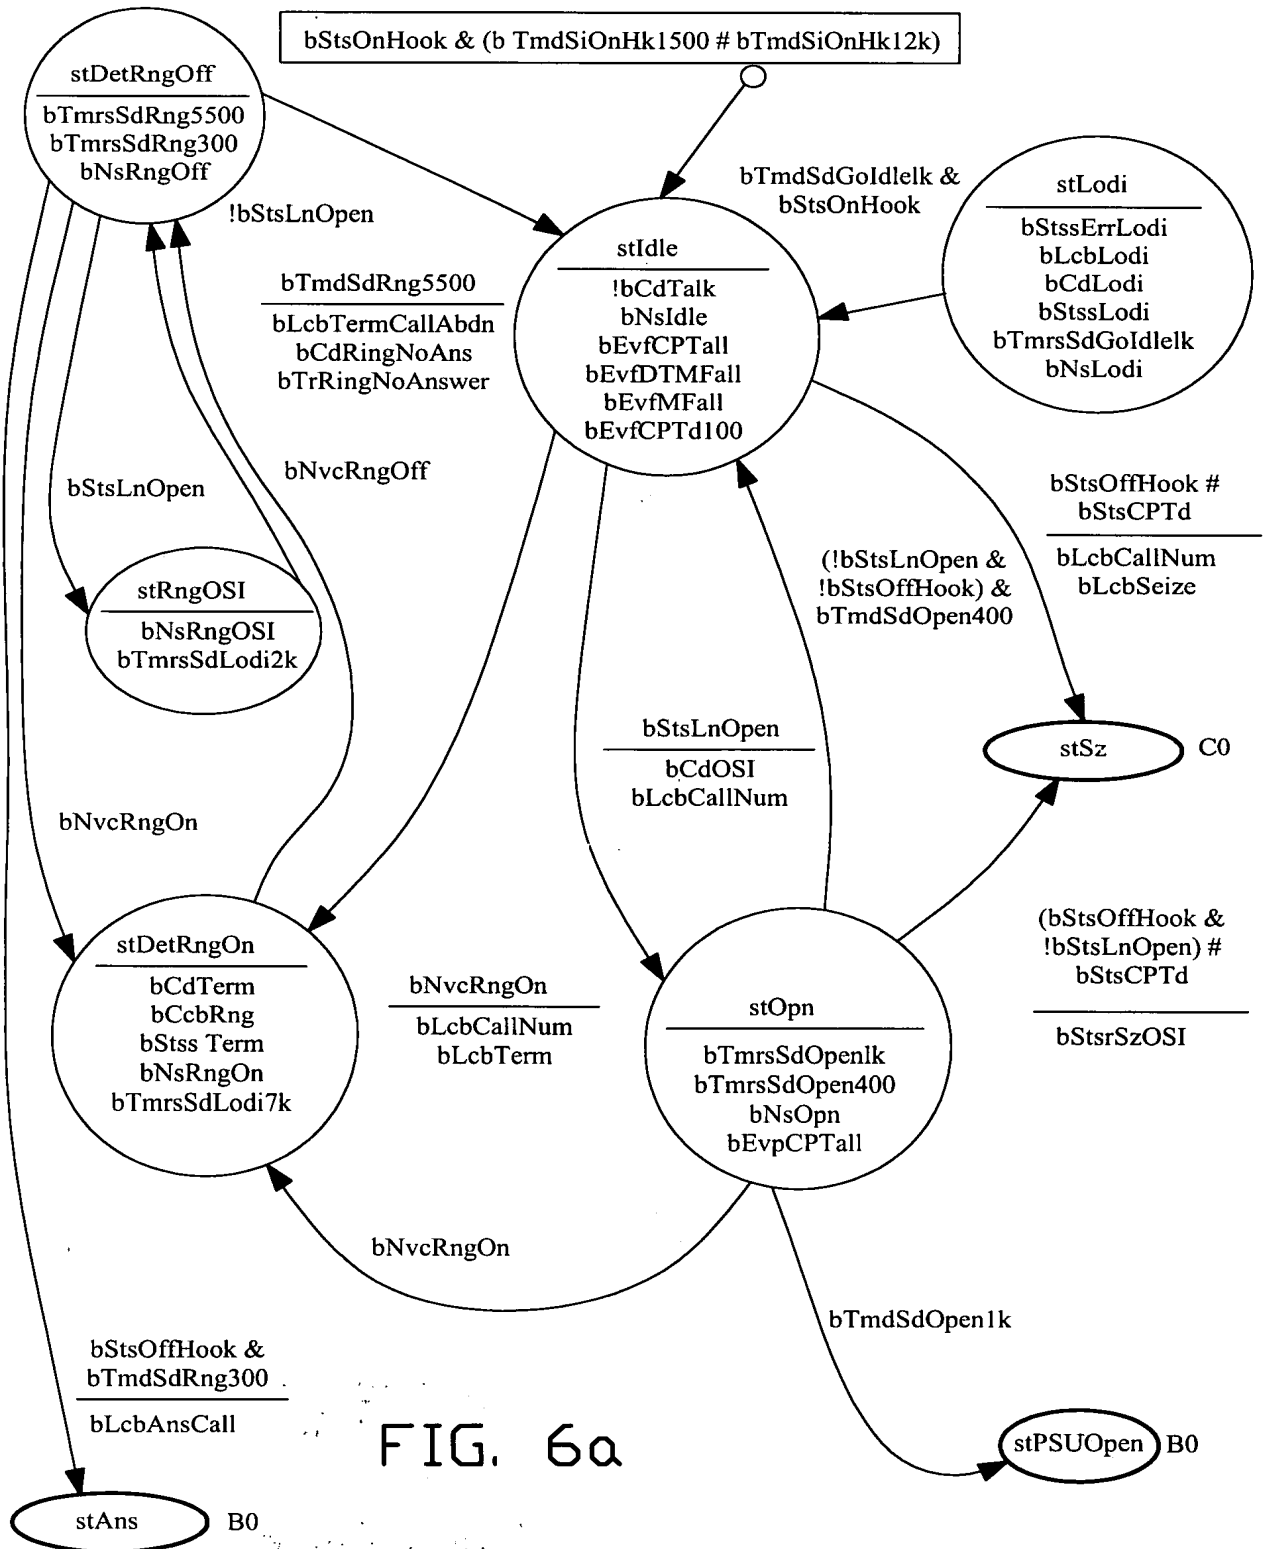 bStsOnHook & (b TmdSiOnHk1500 # bTmdSiOnHk12k)
stDetRngOff
bTmrsSdRng5500
bTmrsSdRng300
bNsRngOff
!bStsLnOpen
bTmdSdGoIdlelk &
bStsOnHook
stLodi
bStssErrLodi
bLcbLodi
bCdLodi
bStssLodi
bTmrsSdGoIdlelk
bNsLodi
stIdle
!bCdTalk
bNsIdle
bEvfCPTall
bEvfDTMFall
bEvfMFall
bEvfCPTd100
bTmdSdRng5500
bLcbTermCallAbdn
bCdRingNoAns
bTrRingNoAnswer
bNvcRngOff
bStsLnOpen
bStsOffHook #
bStsCPTd
bLcbCallNum
bLcbSeize
(!bStsLnOpen &
!bStsOffHook) &
bTmdSdOpen400
stRngOSI
bNsRngOSI
bTmrsSdLodi2k
bStsLnOpen
bCdOSI
bLcbCallNum
stSz
C0
bNvcRngOn
stDetRngOn
bCdTerm
bCcbRng
bStss Term
bNsRngOn
bTmrsSdLodi7k
bNvcRngOn
bLcbCallNum
bLcbTerm
stOpn
bTmrsSdOpenlk
bTmrsSdOpen400
bNsOpn
bEvpCPTall
(bStsOffHook &
!bStsLnOpen) #
bStsCPTd
bStsrSzOSI
bNvcRngOn
bTmdSdOpen1k
bStsOffHook &
bTmdSdRng300
bLcbAnsCall
FIG. 6a
stPSUOpen
B0
stAns
B0